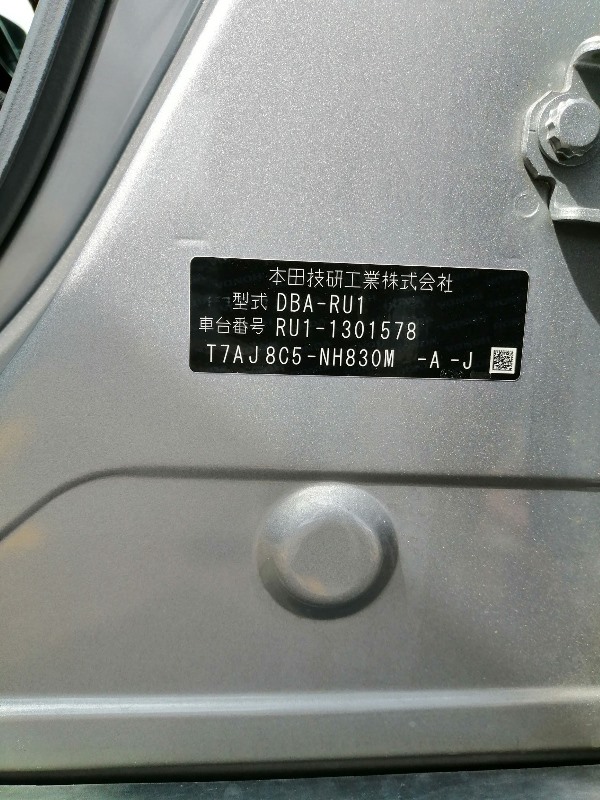 本田技研工業株式会社
型式 DBA-RU1
車台番号 RU1-1301578
T7AJ8C5-NH830M -A -J